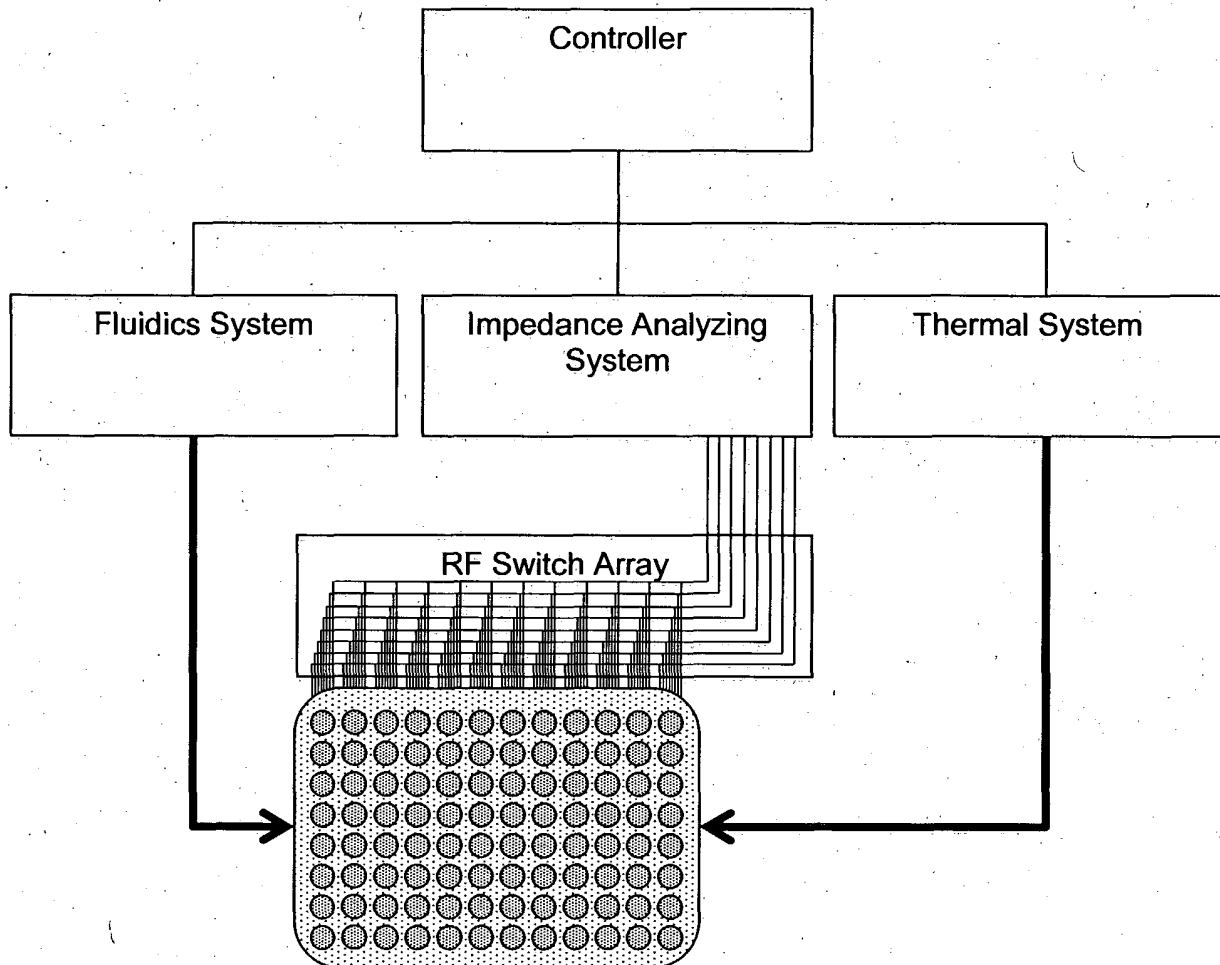 Controller
Fluidics System
Impedance Analyzing
System
Thermal System
RF Switch Array